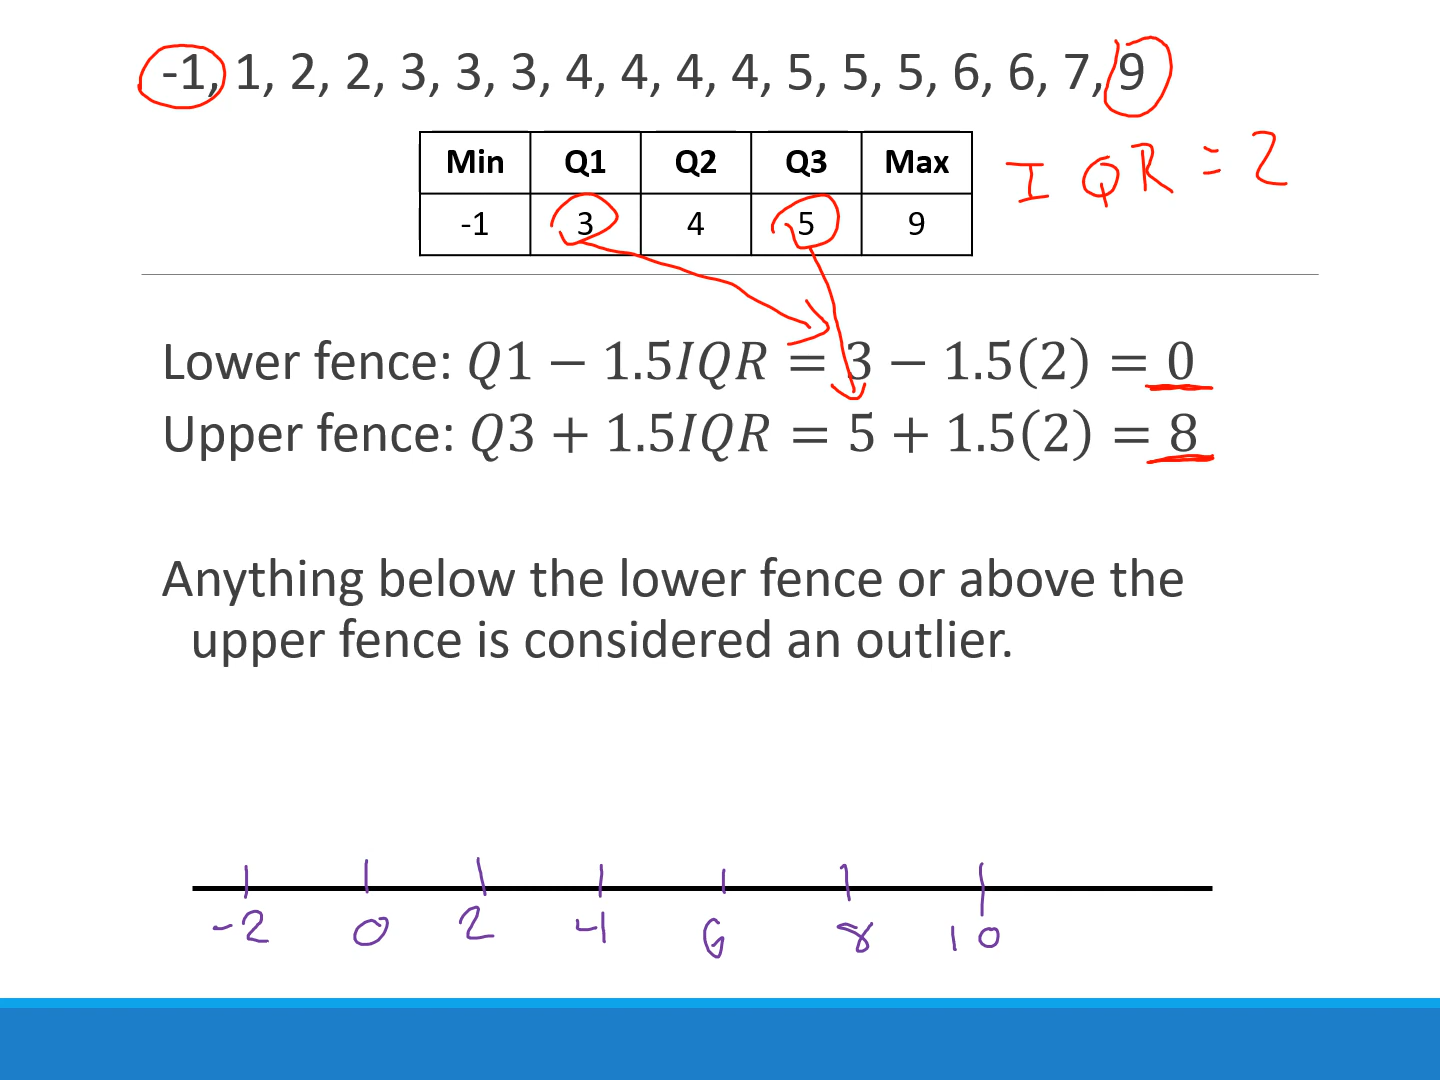 -1, 1, 2, 2, 3, 3, 3, 4, 4, 4, 4, 5, 5, 5, 6, 6, 7, 9
Min Q1 Q2 Q3 Max
-1 3 4 5 9
IQR = 2
Lower fence: 𝑄1 − 1.5𝐼𝑄𝑅 = 3 − 1.5(2) = 0
Upper fence: 𝑄3 + 1.5𝐼𝑄𝑅 = 5 + 1.5(2) = 8
Anything below the lower fence or above the
upper fence is considered an outlier.
-2 0 2 4 6 8 10